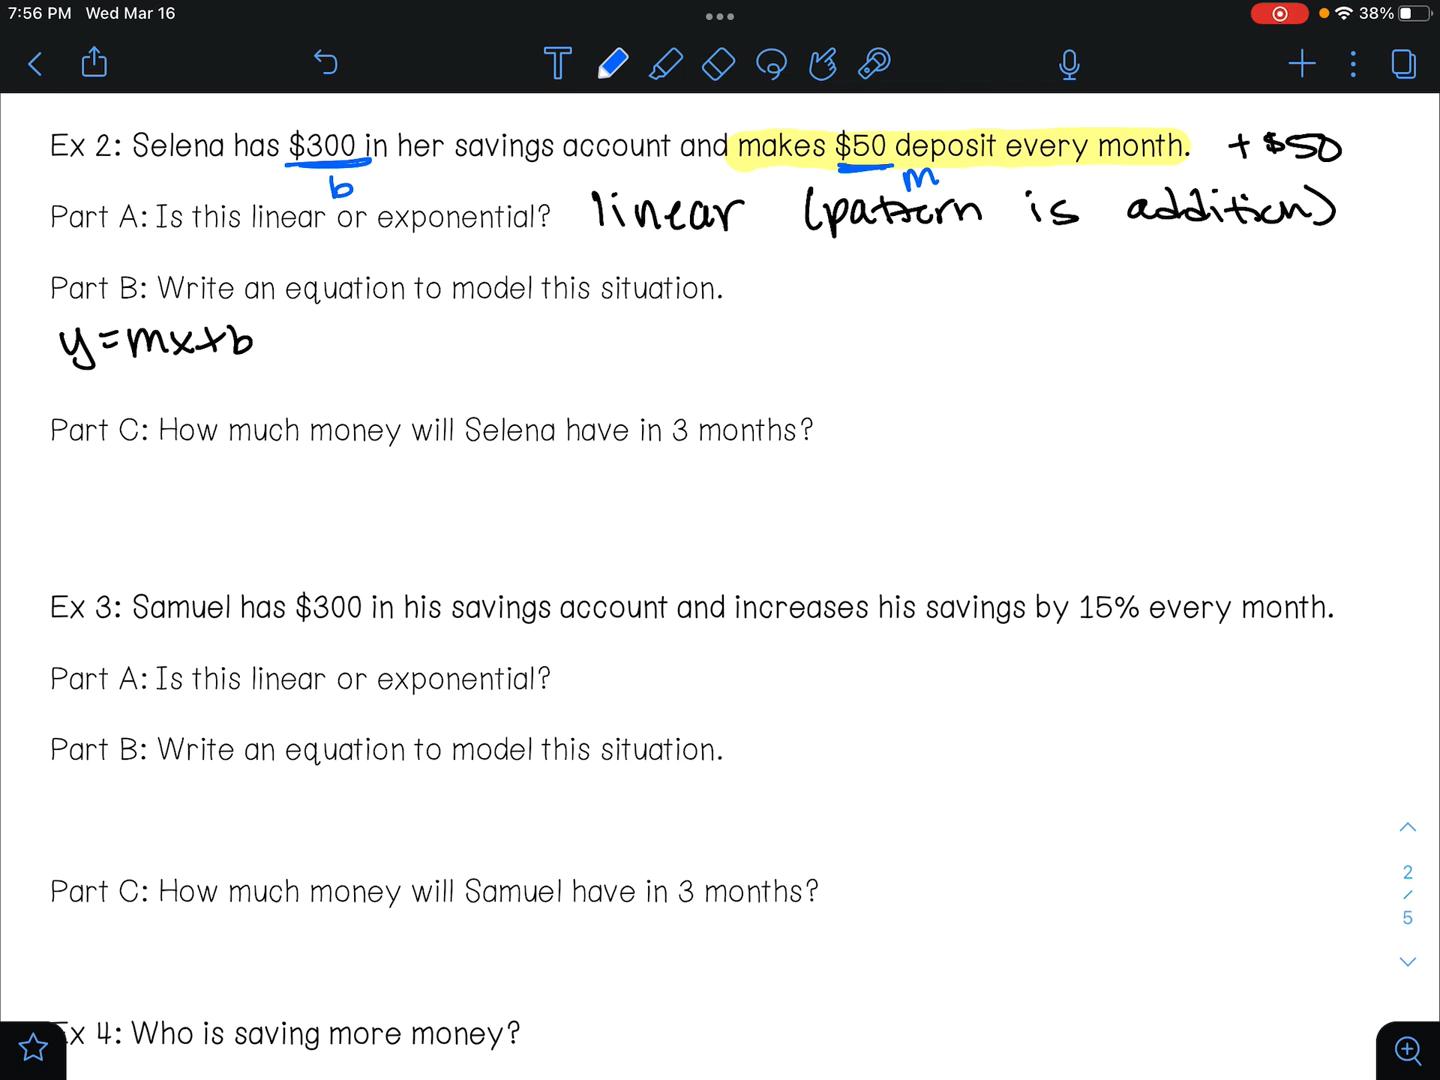 7:56 PM Wed Mar 16 38%
Ex 2: Selena has $300 in her savings account and makes $50 deposit every month. + $50
b m
Part A: Is this linear or exponential? linear (pattern is addition)
Part B: Write an equation to model this situation.
y=mx+b
Part C: How much money will Selena have in 3 months?
Ex 3: Samuel has $300 in his savings account and increases his savings by 15% every month.
Part A: Is this linear or exponential?
Part B: Write an equation to model this situation.
2
/
5
Part C: How much money will Samuel have in 3 months?
Ex 4: Who is saving more money?